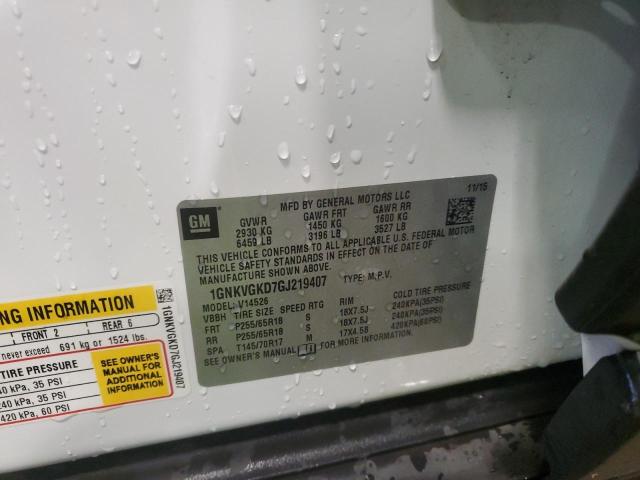 GM
MFD BY GENERAL MOTORS LLC
11/15
GVWR GAWR FRT GAWR RR
2930 KG 1450 KG 1600 KG
6459 LB 3196 LB 3527 LB
THIS VEHICLE CONFORMS TO ALL APPLICABLE U.S. FEDERAL MOTOR
VEHICLE SAFETY STANDARDS IN EFFECT ON THE DATE OF
MANUFACTURE SHOWN ABOVE.
1GNKVGKD7GJ219407 TYPE: M.P.V.
MODEL: V14526
VBBH TIRE SIZE SPEED RTG RIM COLD TIRE PRESSURE
FRT P255/65R18 S 18X7.5J 240KPA(35PSI)
RR P255/65R18 S 18X7.5J 240KPA(35PSI)
SPA T145/70R17 M 17X4.5B 420KPA(60PSI)
SEE OWNER'S MANUAL FOR MORE INFORMATION.
NG INFORMATION
FRONT 2 REAR 6
never exceed 691 kg or 1524 lbs.
TIRE PRESSURE
40 kPa, 35 PSI
240 kPa, 35 PSI
420 kPa, 60 PSI
SEE OWNER'S
MANUAL FOR
ADDITIONAL
INFORMATION
1GNKVGKD7GJ219407